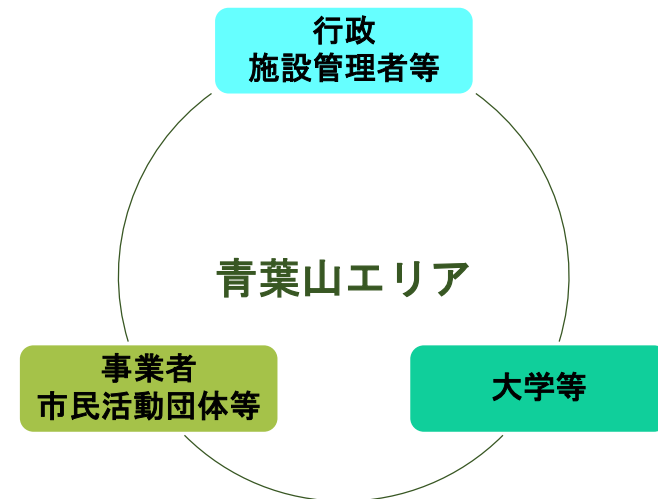 行政
施設管理者等
青葉山エリア
事業者
市民活動団体等
大学等